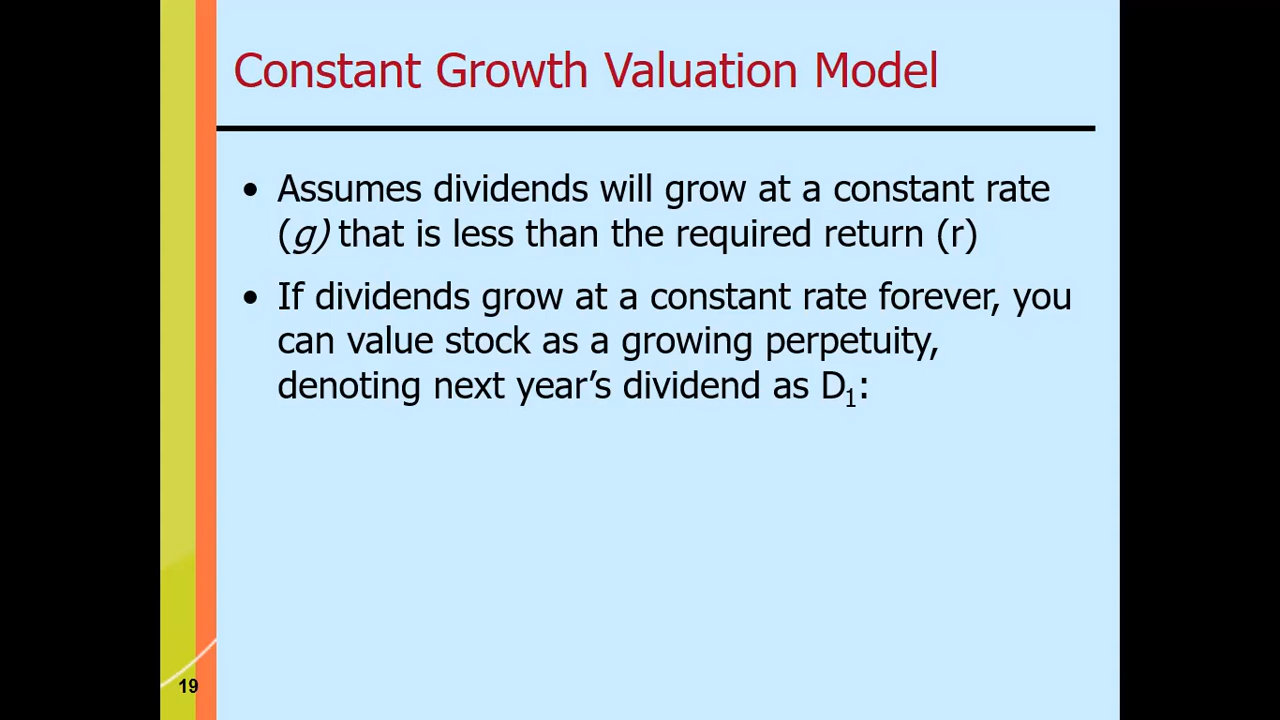 Constant Growth Valuation Model
• Assumes dividends will grow at a constant rate
(g) that is less than the required return (r)
• If dividends grow at a constant rate forever, you
can value stock as a growing perpetuity,
denoting next year’s dividend as D₁:
19